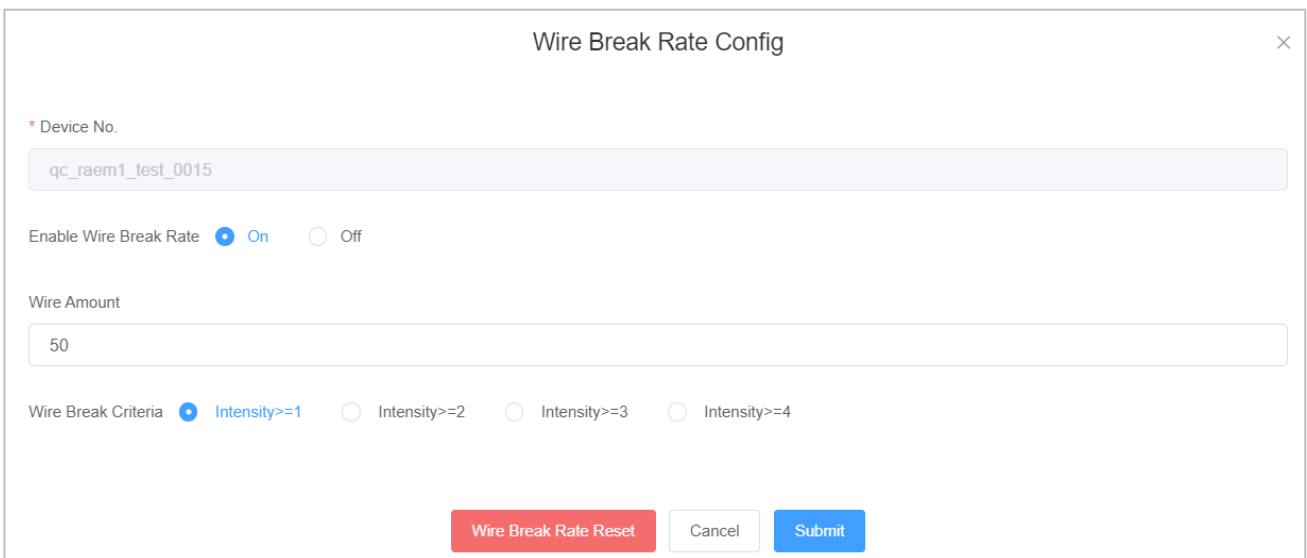 Wire Break Rate Config
* Device No.
qc_raem1_test_0015
Enable Wire Break Rate On Off
Wire Amount
50
Wire Break Criteria Intensity>=1 Intensity>=2 Intensity>=3 Intensity>=4
Wire Break Rate Reset Cancel Submit